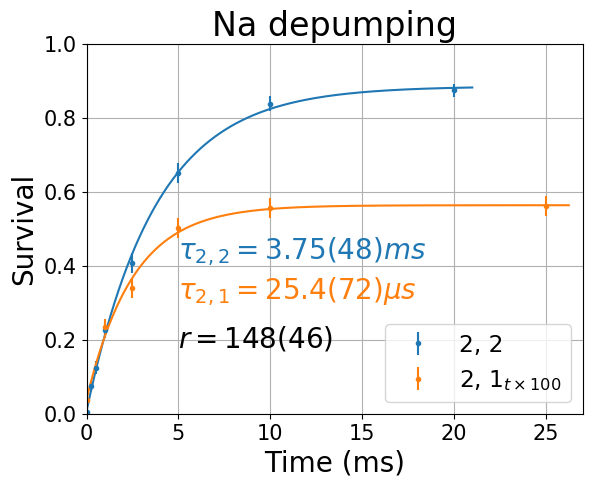 Na depumping
Survival
1.0
0.8
0.6
0.4
0.2
0.0
τ2,2 = 3.75(48)ms
τ2,1 = 25.4(72)μs
r = 148(46)
2, 2
2, 1t × 100
0 5 10 15 20 25
Time (ms)